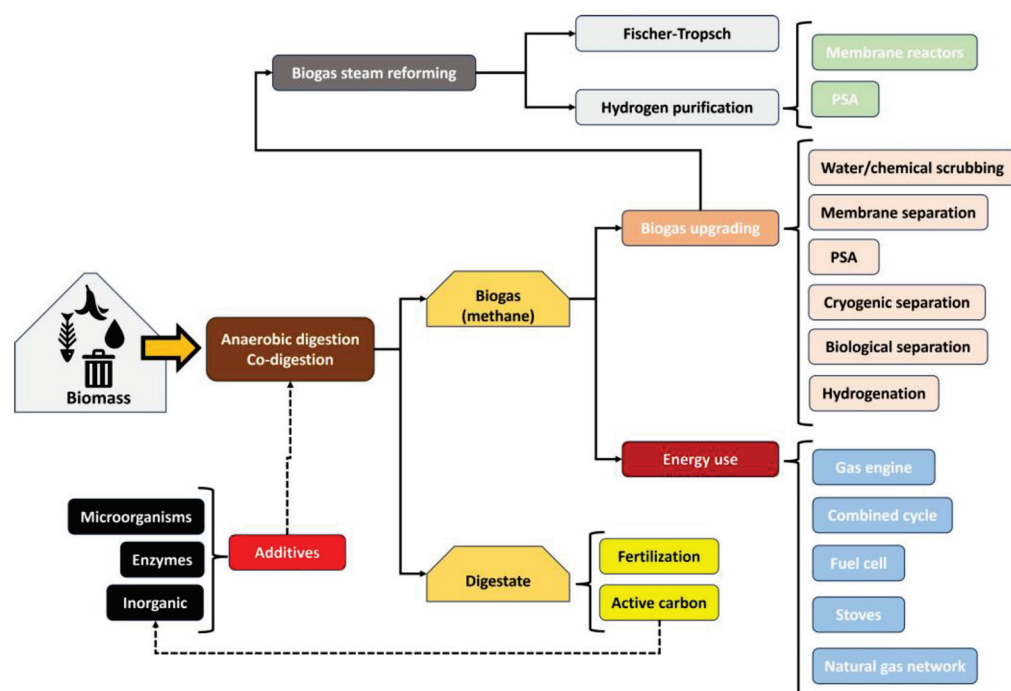 Fischer-Tropsch
Membrane reactors
Biogas steam reforming
PSA
Hydrogen purification
Water/chemical scrubbing
Membrane separation
Biogas upgrading
PSA
Biogas
(methane)
Cryogenic separation
Anaerobic digestion
Co-digestion
Biological separation
Biomass
Hydrogenation
Energy use
Gas engine
Microorganisms
Combined cycle
Additives
Fertilization
Enzymes
Fuel cell
Digestate
Inorganic
Active carbon
Stoves
Natural gas network